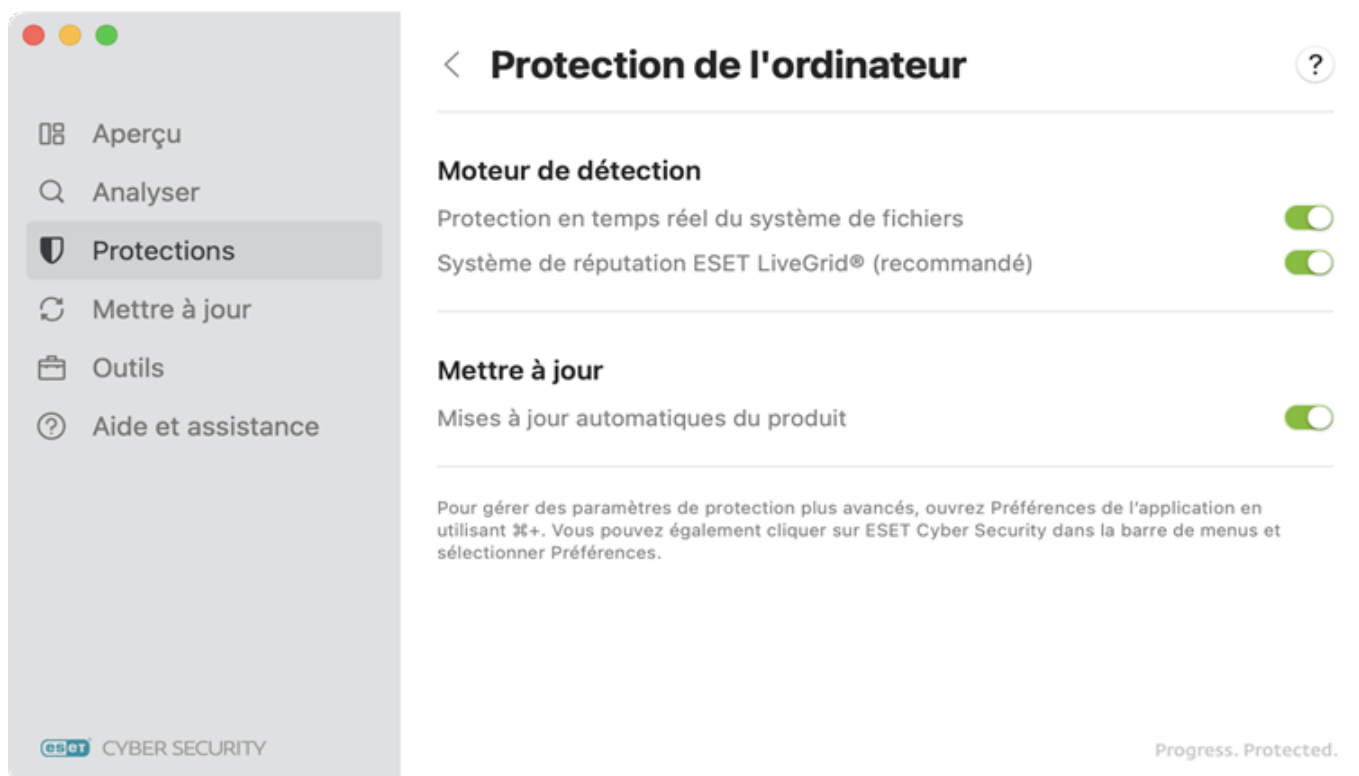 Protection de l'ordinateur
?
Aperçu
Analyser
Protections
Mettre à jour
Outils
Aide et assistance
Moteur de détection
Protection en temps réel du système de fichiers
Système de réputation ESET LiveGrid® (recommandé)
Mettre à jour
Mises à jour automatiques du produit
Pour gérer des paramètres de protection plus avancés, ouvrez Préférences de l'application en
utilisant ⌘+. Vous pouvez également cliquer sur ESET Cyber Security dans la barre de menus et
sélectionner Préférences.
eset CYBER SECURITY
Progress. Protected.